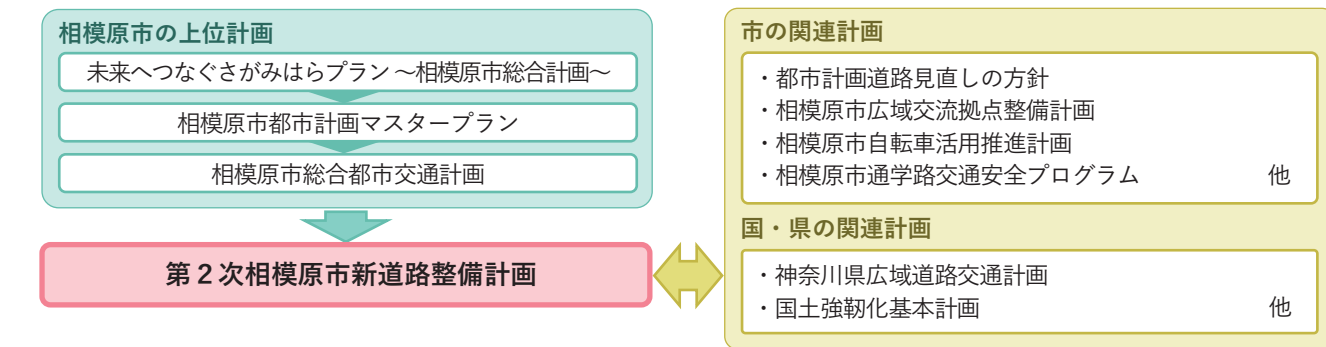 相模原市の上位計画
未来へつなぐさがみはらプラン ～相模原市総合計画～
相模原市都市計画マスタープラン
相模原市総合都市交通計画
第２次相模原市新道路整備計画
市の関連計画
・都市計画道路見直しの方針
・相模原市広域交流拠点整備計画
・相模原市自転車活用推進計画
・相模原市通学路交通安全プログラム 他
国・県の関連計画
・神奈川県広域道路交通計画
・国土強靭化基本計画 他